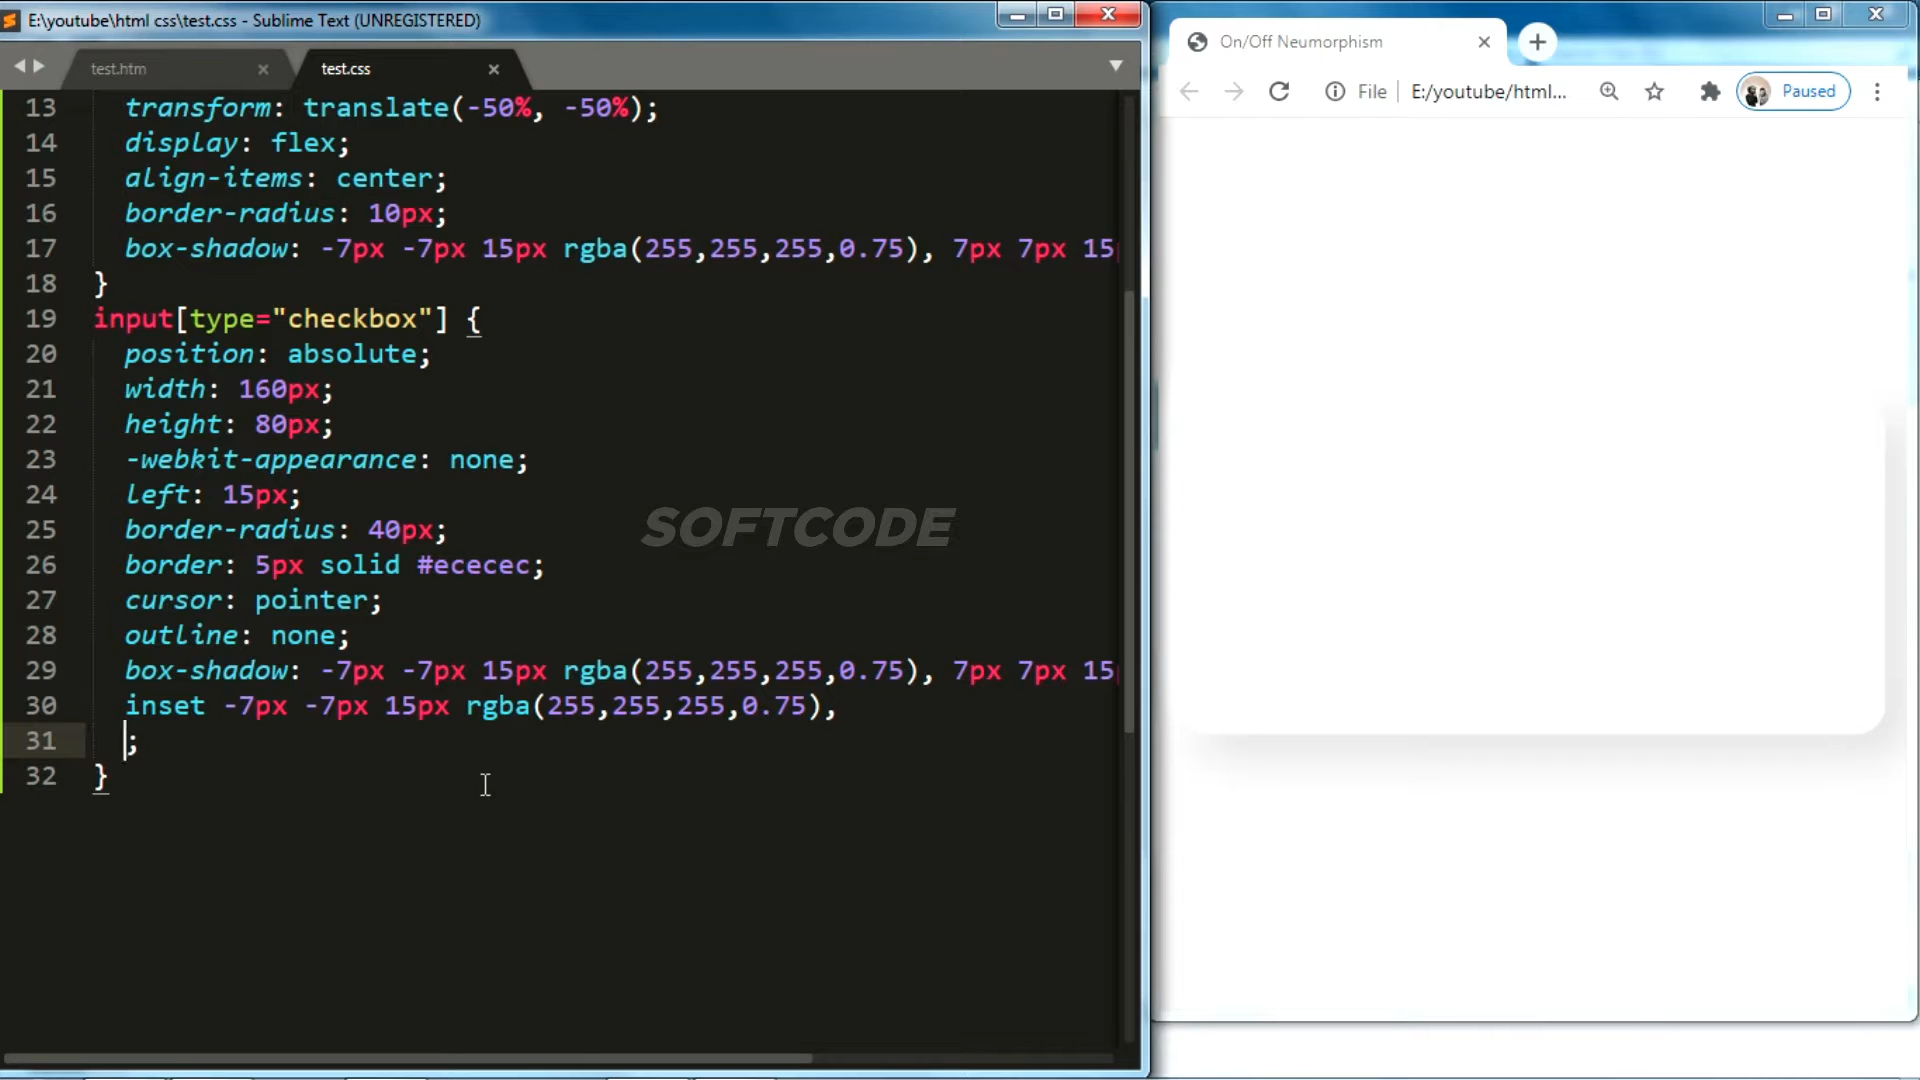 E:\youtube\html css\test.css - Sublime Text (UNREGISTERED)
test.htm
test.css
13 transform: translate(-50%, -50%);
14 display: flex;
15 align-items: center;
16 border-radius: 10px;
17 box-shadow: -7px -7px 15px rgba(255,255,255,0.75), 7px 7px 15p
18 }
19 input[type="checkbox"] {
20 position: absolute;
21 width: 160px;
22 height: 80px;
23 -webkit-appearance: none;
24 left: 15px;
25 border-radius: 40px;
26 border: 5px solid #ececec;
27 cursor: pointer;
28 outline: none;
29 box-shadow: -7px -7px 15px rgba(255,255,255,0.75), 7px 7px 15p
30 inset -7px -7px 15px rgba(255,255,255,0.75),
31 ;
32 }
SOFTCODE
On/Off Neumorphism
File
E:/youtube/html...
Paused